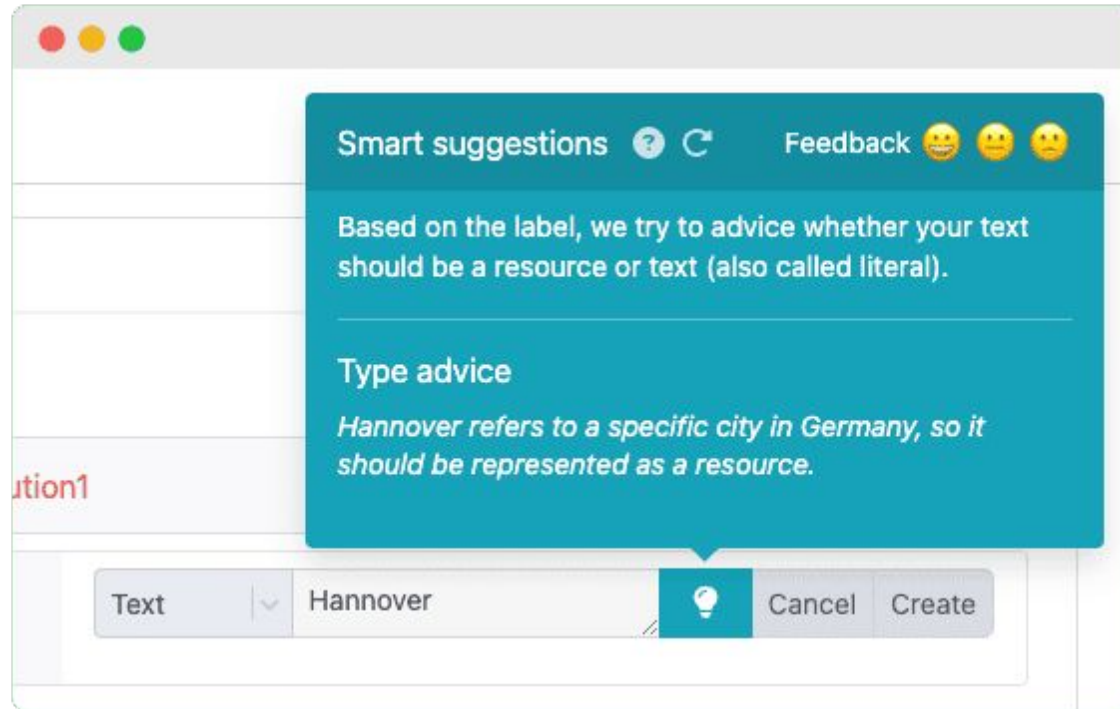 Smart suggestions ? Feedback
Based on the label, we try to advice whether your text
should be a resource or text (also called literal).
Type advice
Hannover refers to a specific city in Germany, so it
should be represented as a resource.
ution1
Text Hannover Cancel Create